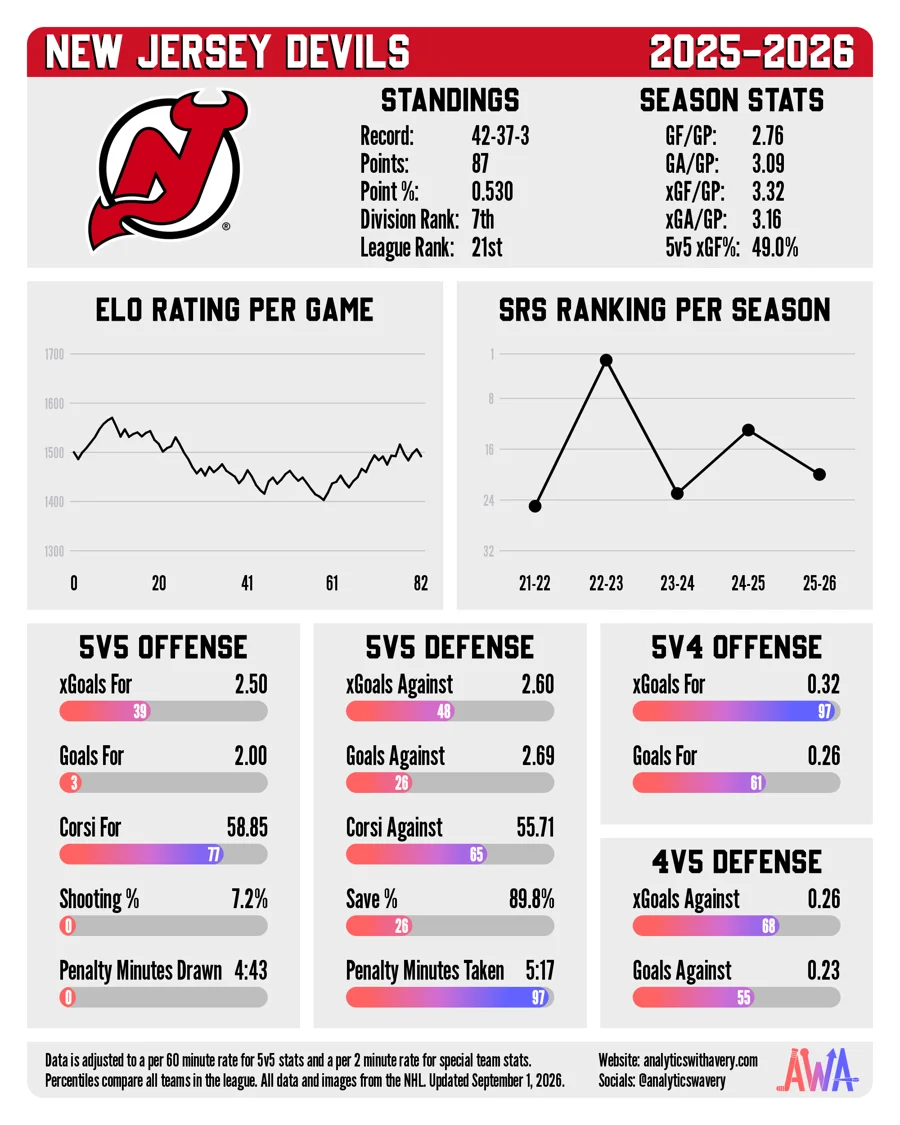 NEW JERSEY DEVILS 2025-2026
STANDINGS
Record: 42-37-3
Points: 87
Point %: 0.530
Division Rank: 7th
League Rank: 21st
SEASON STATS
GF/GP: 2.76
GA/GP: 3.09
xGF/GP: 3.32
xGA/GP: 3.16
5v5 xGF%: 49.0%
®
ELO RATING PER GAME
1700
1600
1500
1400
1300
0 20 41 61 82
SRS RANKING PER SEASON
1
8
16
24
32
21-22 22-23 23-24 24-25 25-26
5V5 OFFENSE
xGoals For 2.50
39
Goals For 2.00
3
Corsi For 58.85
77
Shooting % 7.2%
0
Penalty Minutes Drawn 4:43
0
5V5 DEFENSE
xGoals Against 2.60
48
Goals Against 2.69
26
Corsi Against 55.71
65
Save % 89.8%
26
Penalty Minutes Taken 5:17
97
5V4 OFFENSE
xGoals For 0.32
97
Goals For 0.26
61
4V5 DEFENSE
xGoals Against 0.26
68
Goals Against 0.23
55
Data is adjusted to a per 60 minute rate for 5v5 stats and a per 2 minute rate for special team stats.
Percentiles compare all teams in the league. All data and images from the NHL. Updated September 1, 2026.
Website: analyticswithavery.com
Socials: @analyticswavery
AWA